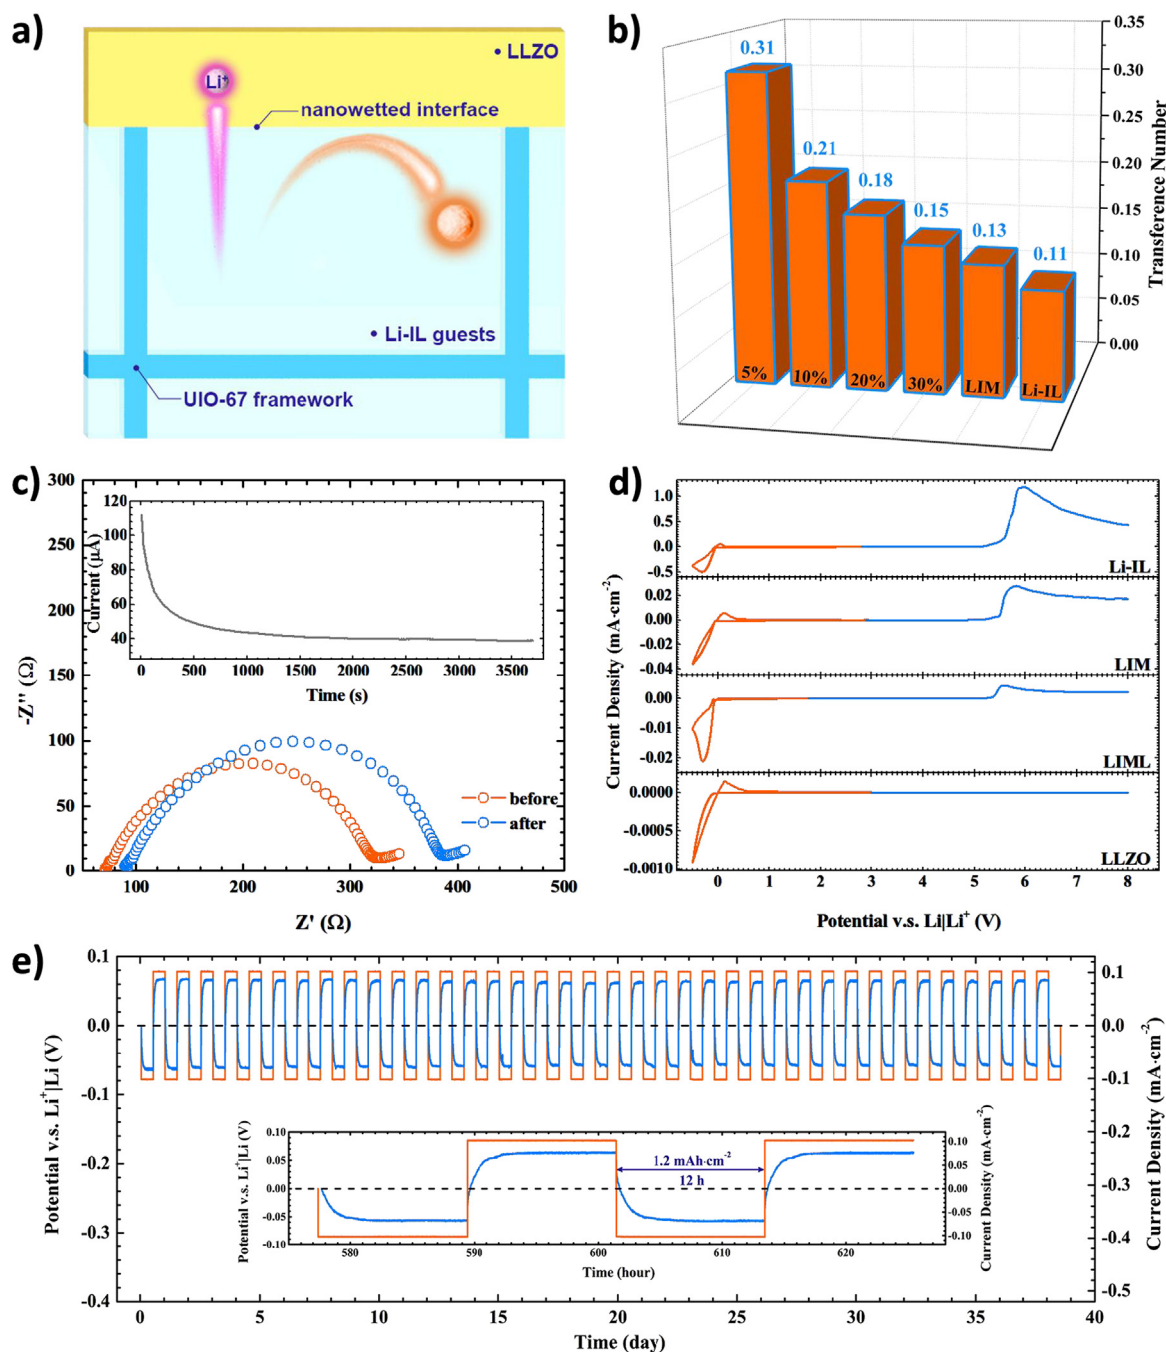 a)
LLZO
Li⁺
nanowetted interface
Li-IL guests
UIO-67 framework
b)
0.31
0.21
0.18
0.15
0.13
0.11
5%
10%
20%
30%
LIM
Li-IL
0.35
0.30
0.25
0.20
0.15
0.10
0.05
0.00
Transference Number
c)
300
250
200
150
100
50
0
-Z'' (Ω)
120
100
80
60
40
Current (μA)
0 500 1000 1500 2000 2500 3000 3500
Time (s)
before
after
100 200 300 400 500
Z' (Ω)
d)
1.0
0.5
0.0
-0.5
Li-IL
0.02
0.00
-0.02
-0.04
LIM
0.00
-0.01
-0.02
LIML
0.0000
-0.0005
-0.0010
LLZO
Current Density (mA·cm⁻²)
0 1 2 3 4 5 6 7 8
Potential v.s. Li|Li⁺ (V)
e)
0.1
0.0
-0.1
-0.2
-0.3
-0.4
Potential v.s. Li⁺|Li (V)
0.1
0.0
-0.1
-0.2
-0.3
-0.4
-0.5
Current Density (mA·cm⁻²)
0.10
0.05
0.00
-0.05
-0.10
Potential v.s. Li⁺|Li (V)
1.2 mAh·cm⁻²
12 h
0.10
0.05
0.00
-0.05
-0.10
Current Density (mA·cm⁻²)
580 590 600 610 620
Time (hour)
0 5 10 15 20 25 30 35 40
Time (day)